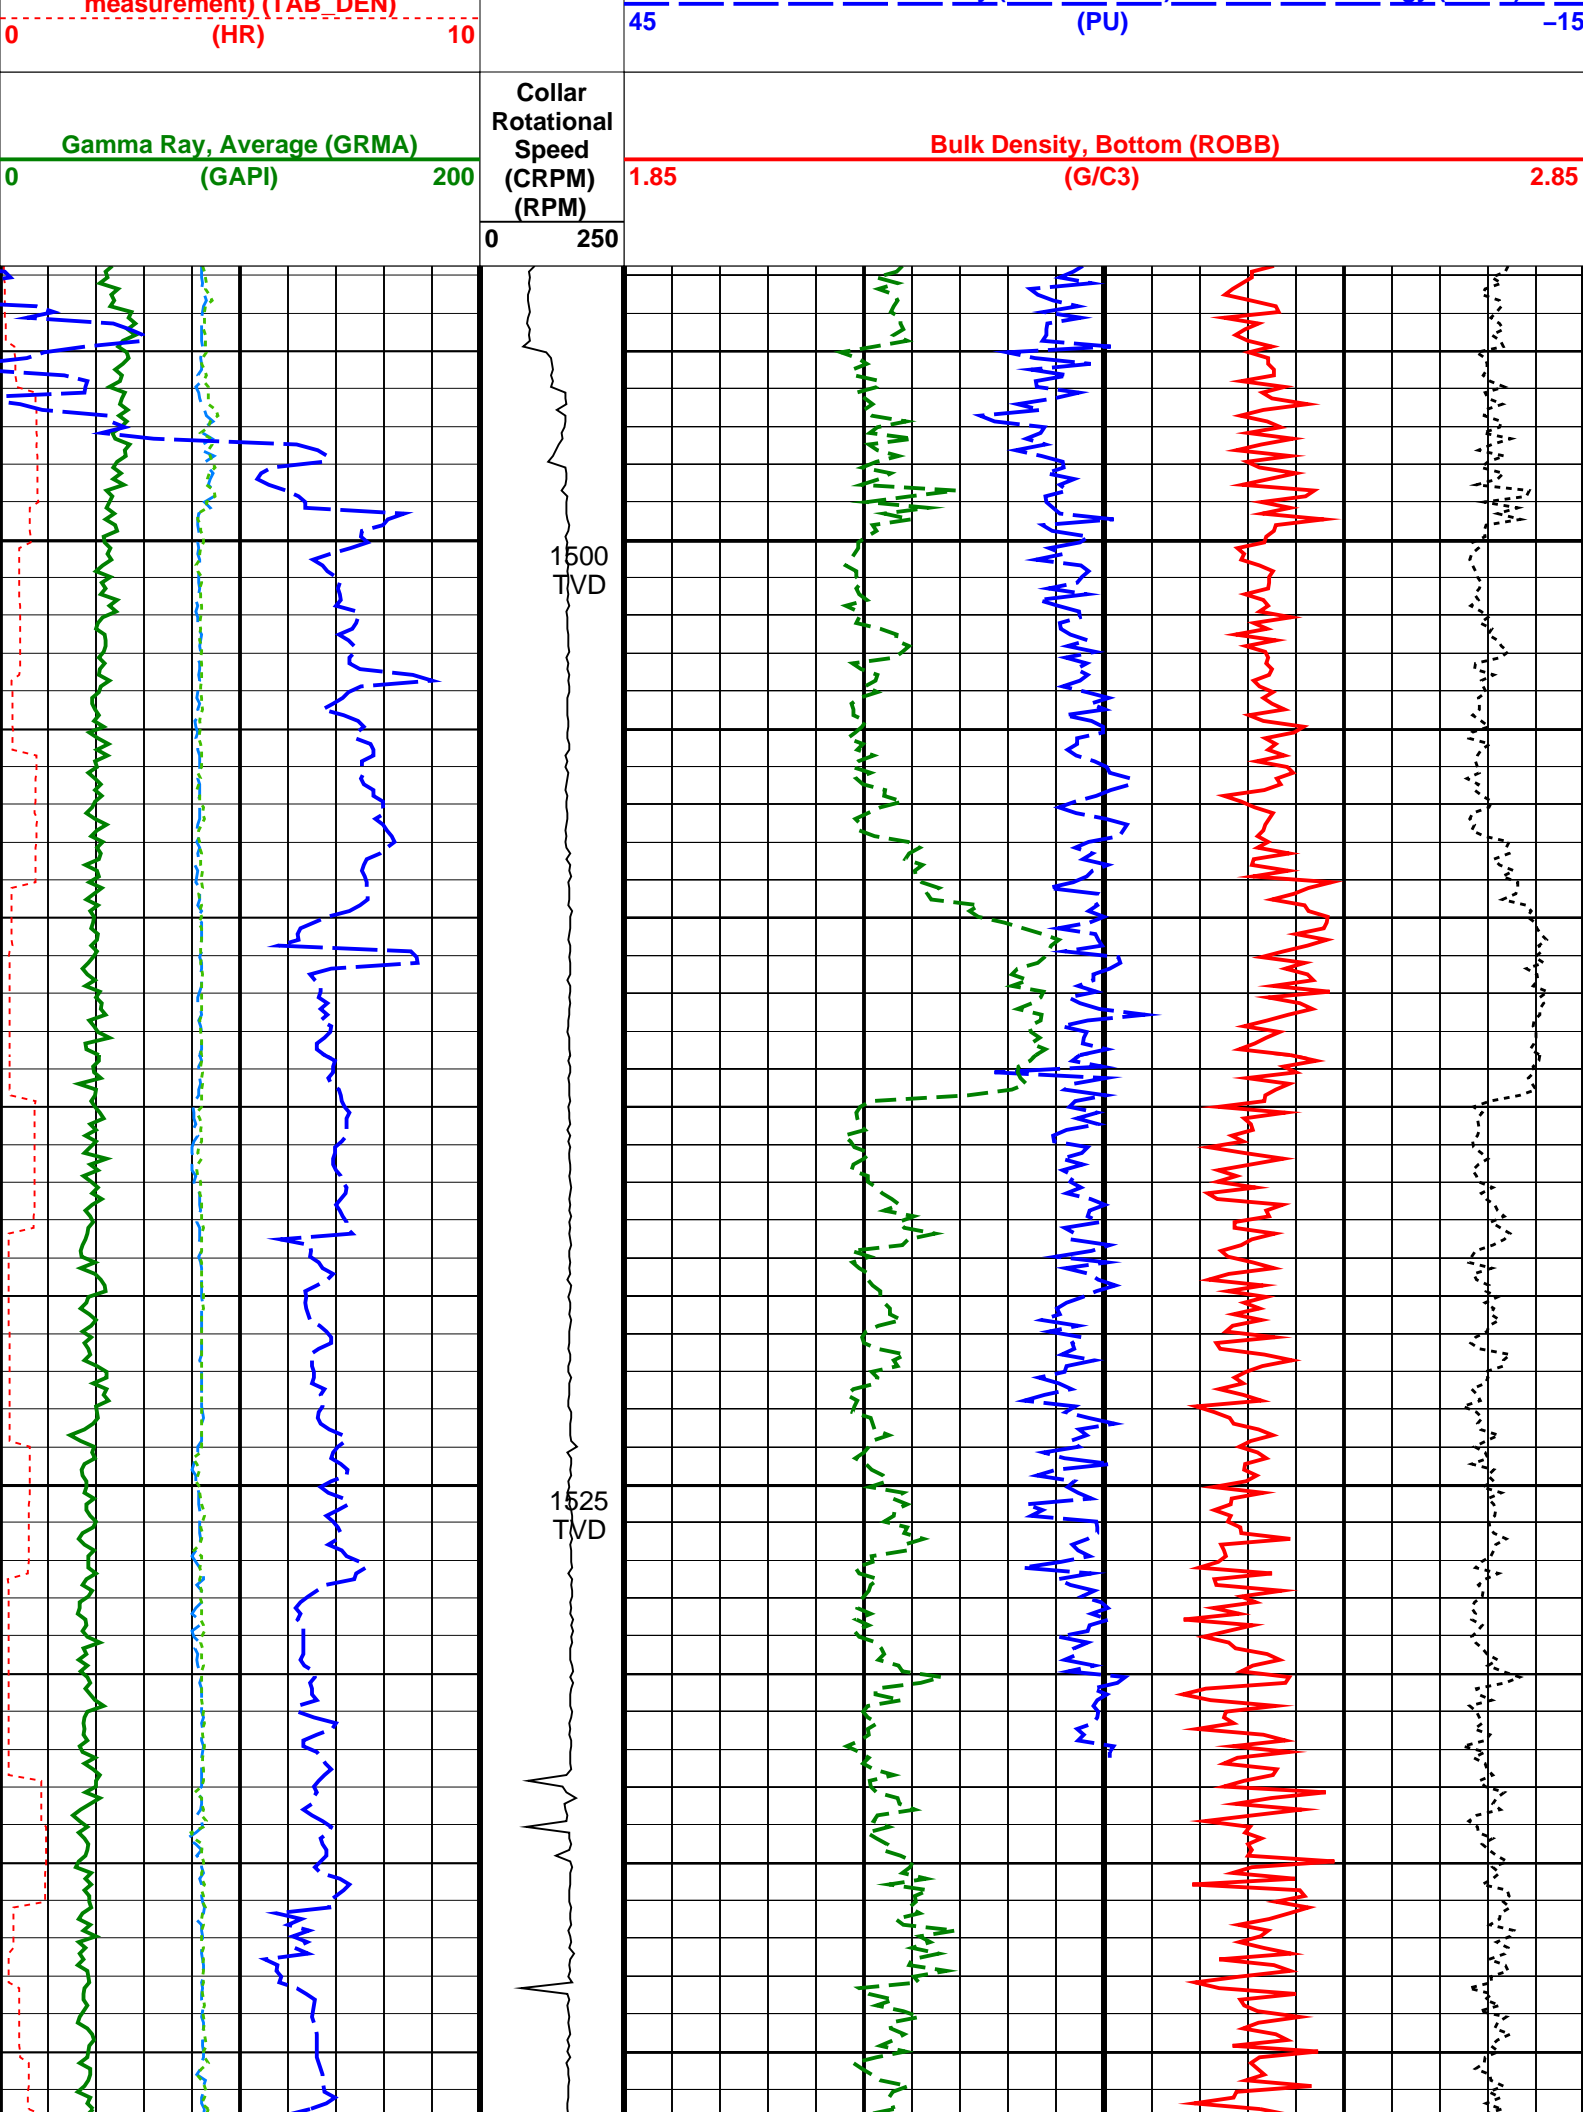 measurement) (TAB_DEN)
0 (HR) 10
45 (PU) –15
Collar
Rotational
Speed
(CRPM)
(RPM)
0 250
Gamma Ray, Average (GRMA)
0 (GAPI) 200
Bulk Density, Bottom (ROBB)
1.85 (G/C3) 2.85
1500
TVD
1525
TVD